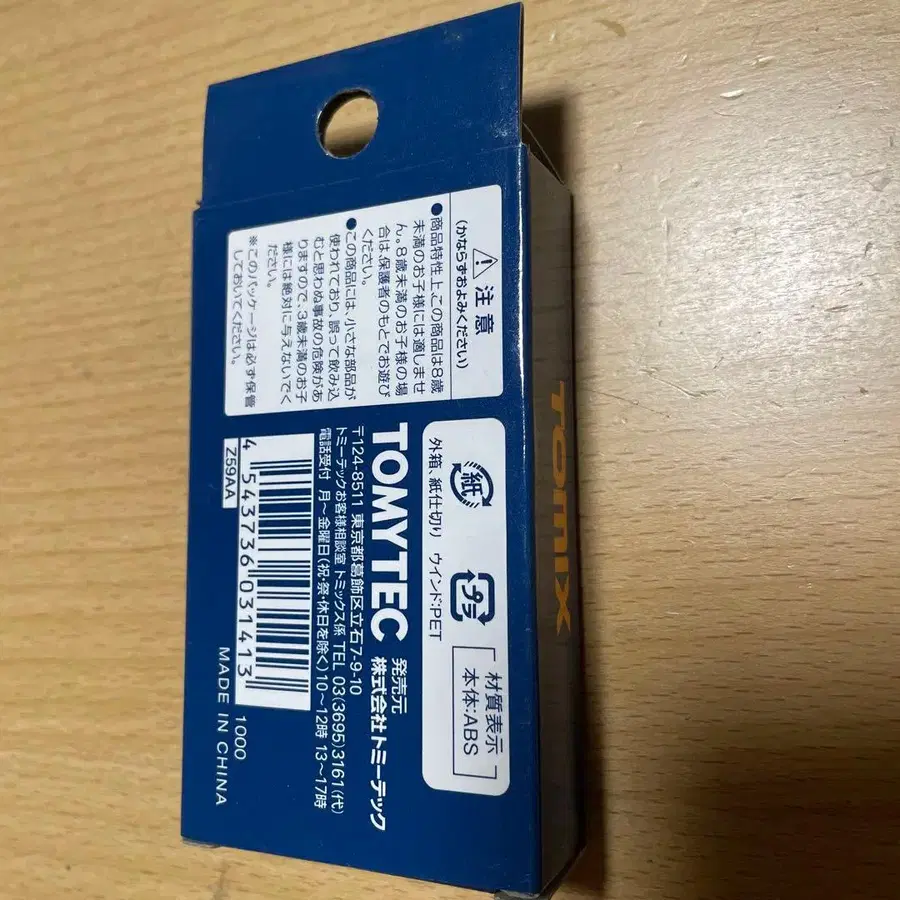 注意
(かならずおよみください)
●商品特性上この商品は8歳
未満のお子様には適しませ
ん。8歳未満のお子様の場
合は、保護者のもとでお遊び
ください。
●この商品には、小さな部品が
使われており、誤って飲み込
むと思わぬ事故の危険があ
りますので、3歳未満のお子
様には絶対に与えないでく
ださい。
※このパッケージは必ず保管
しておいてください。
紙
プラ
外箱、紙仕切り ウインド:PET
材質表示
本体:ABS
発売元
TOMYTEC 株式会社トミーテック
〒124-8511 東京都葛飾区立石7-9-10
トミーテックお客様相談室 トミックス係 TEL 03(3695)3161(代)
電話受付 月〜金曜日(祝・祭・休日を除く)10〜12時 13〜17時
4 543736 031413
Z59AA
1000
MADE IN CHINA
TOMIX